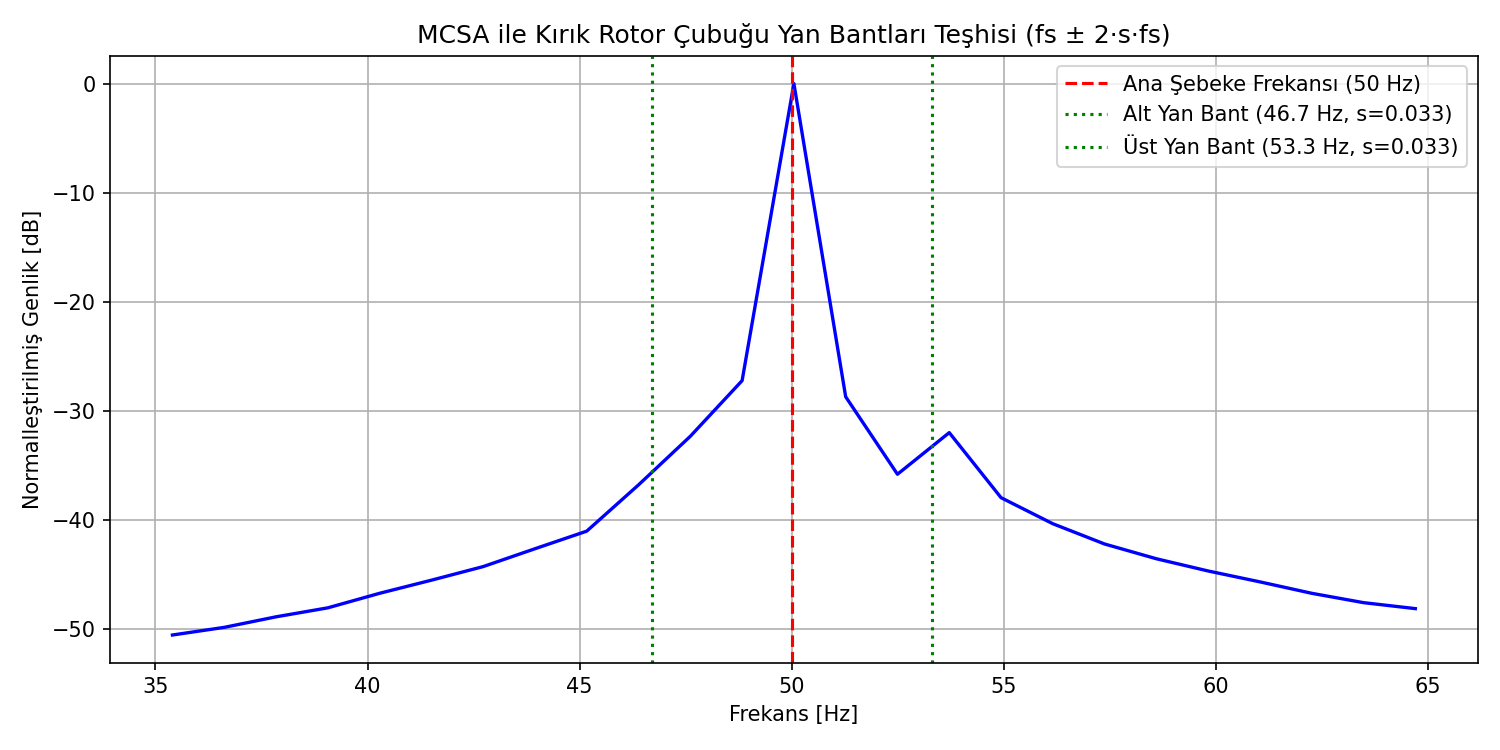 MCSA ile Kırık Rotor Çubuğu Yan Bantları Teşhisi (fs ± 2·s·fs)
Ana Şebeke Frekansı (50 Hz)
Alt Yan Bant (46.7 Hz, s=0.033)
Üst Yan Bant (53.3 Hz, s=0.033)
Normalleştirilmiş Genlik [dB]
0
−10
−20
−30
−40
−50
35 40 45 50 55 60 65
Frekans [Hz]